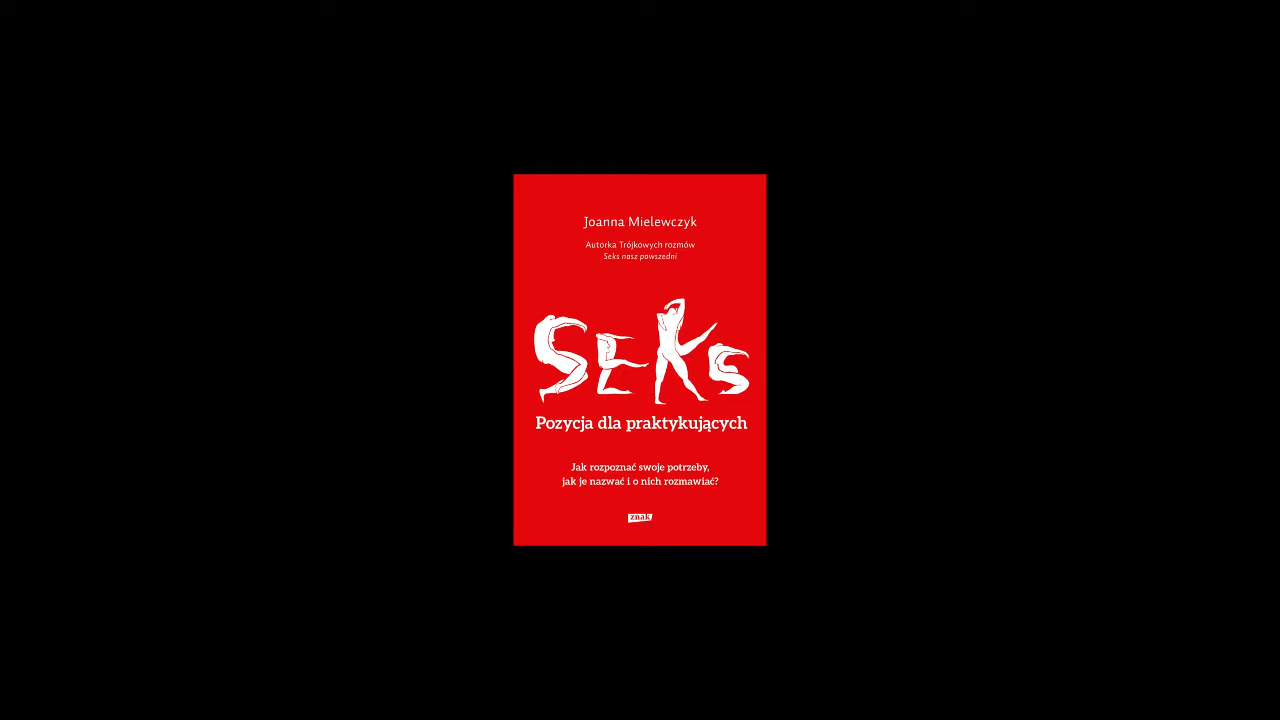 Joanna Mielewczyk
Autorka Trójkowych rozmów
Seks nasz powszedni
SEKS
Pozycja dla praktykujących
Jak rozpoznać swoje potrzeby,
jak je nazwać i o nich rozmawiać?
znak